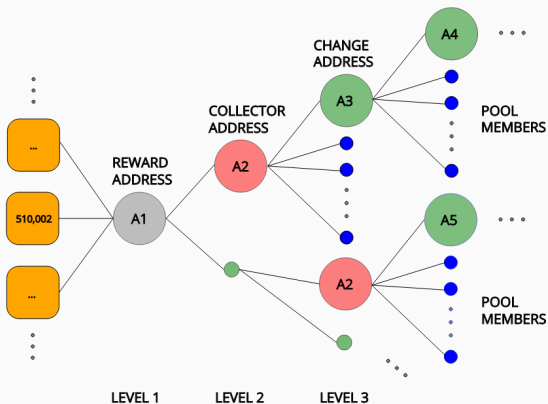 A4
CHANGE
ADDRESS
A3
COLLECTOR
ADDRESS
POOL
MEMBERS
...
REWARD
ADDRESS
A2
510,002
A1
A5
...
A2
POOL
MEMBERS
LEVEL 1
LEVEL 2
LEVEL 3